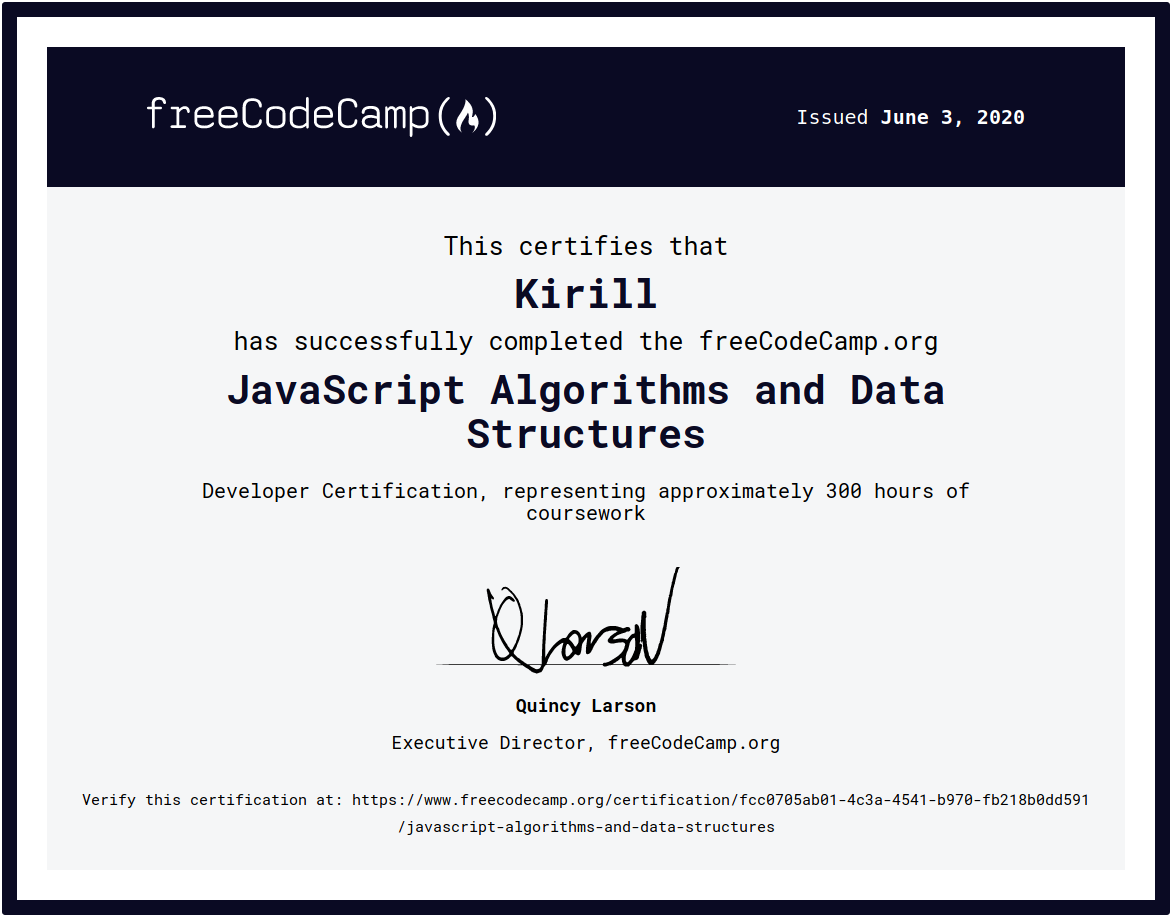 freeCodeCamp(🔥)
Issued June 3, 2020
This certifies that
Kirill
has successfully completed the freeCodeCamp.org
JavaScript Algorithms and Data
Structures
Developer Certification, representing approximately 300 hours of
coursework
Q Larson
Quincy Larson
Executive Director, freeCodeCamp.org
Verify this certification at: https://www.freecodecamp.org/certification/fcc0705ab01-4c3a-4541-b970-fb218b0dd591
/javascript-algorithms-and-data-structures